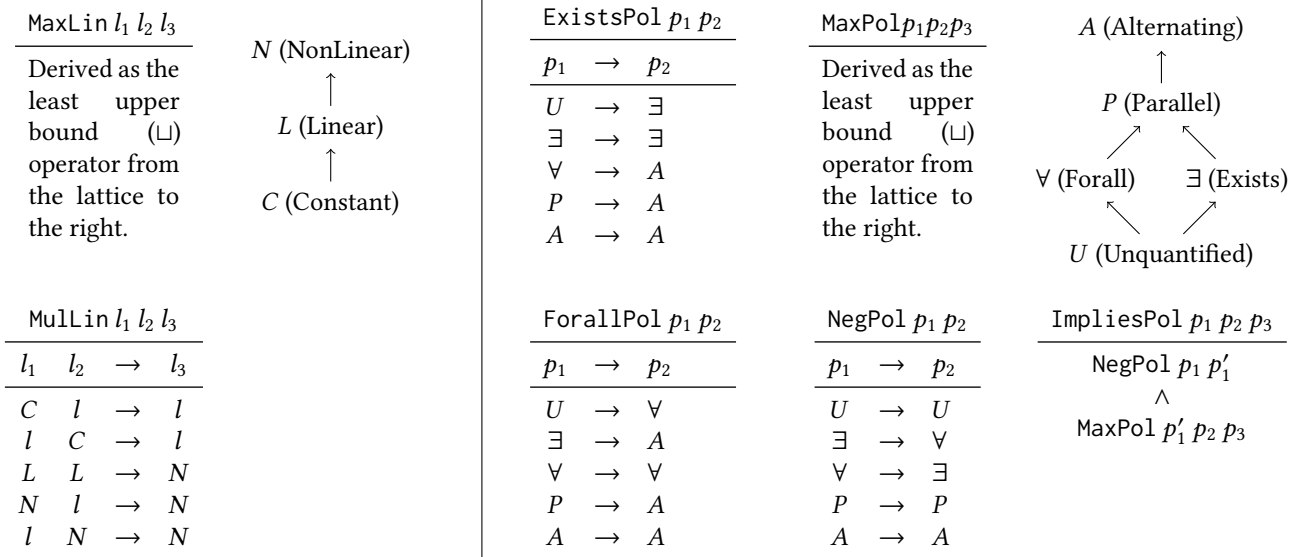 MaxLin l₁ l₂ l₃
Derived as the
least upper
bound (⊔)
operator from
the lattice to
the right.
N (NonLinear)
↑
L (Linear)
↑
C (Constant)
MulLin l₁ l₂ l₃
l₁ l₂ → l₃
C l → l
l C → l
L L → N
N l → N
l N → N
ExistsPol p₁ p₂
p₁ → p₂
U → ∃
∃ → ∃
∀ → A
P → A
A → A
MaxPol p₁p₂p₃
Derived as the
least upper
bound (⊔)
operator from
the lattice to
the right.
A (Alternating)
P (Parallel)
∀ (Forall) ∃ (Exists)
U (Unquantified)
ForallPol p₁ p₂
p₁ → p₂
U → ∀
∃ → A
∀ → ∀
P → A
A → A
NegPol p₁ p₂
p₁ → p₂
U → U
∃ → ∀
∀ → ∃
P → P
A → A
ImpliesPol p₁ p₂ p₃
NegPol p₁ p₁′
∧
MaxPol p₁′ p₂ p₃